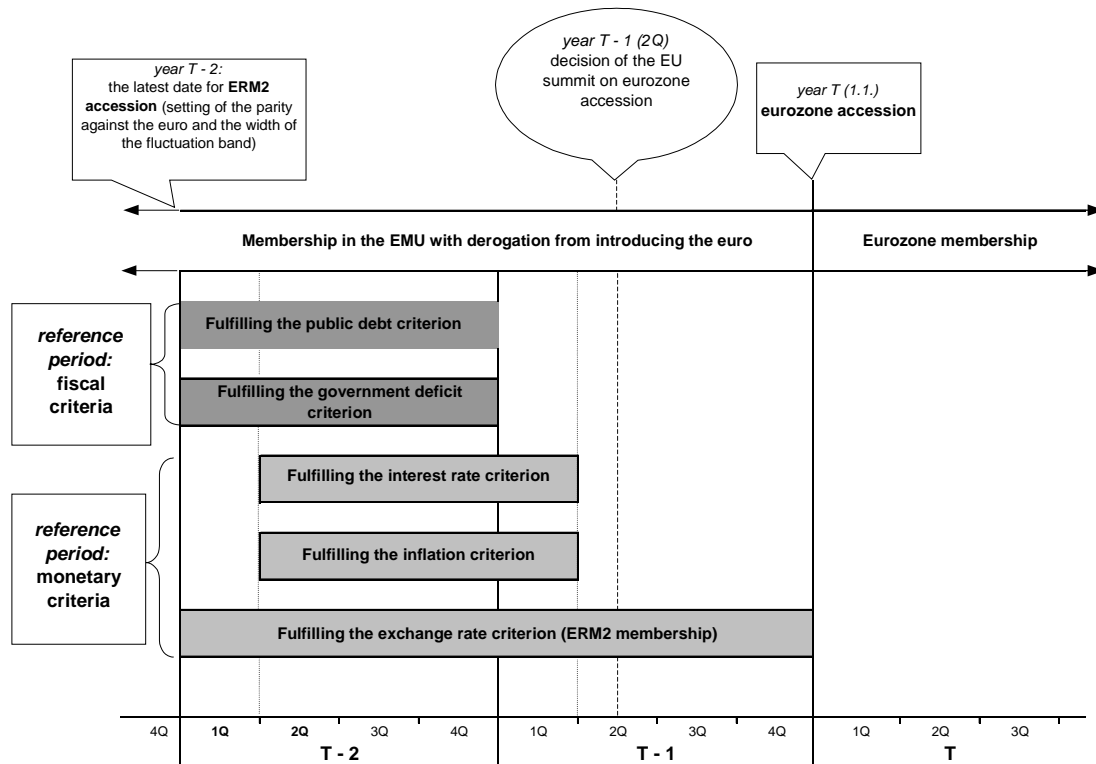 year T - 2:
the latest date for ERM2
accession (setting of the parity
against the euro and the width of
the fluctuation band)
year T - 1 (2Q)
decision of the EU
summit on eurozone
accession
year T (1.1.)
eurozone accession
Membership in the EMU with derogation from introducing the euro
Eurozone membership
reference
period:
fiscal
criteria
Fulfilling the public debt criterion
Fulfilling the government deficit
criterion
reference
period:
monetary
criteria
Fulfilling the interest rate criterion
Fulfilling the inflation criterion
Fulfilling the exchange rate criterion (ERM2 membership)
4Q 1Q 2Q 3Q 4Q 1Q 2Q 3Q 4Q 1Q 2Q 3Q
T - 2 T - 1 T